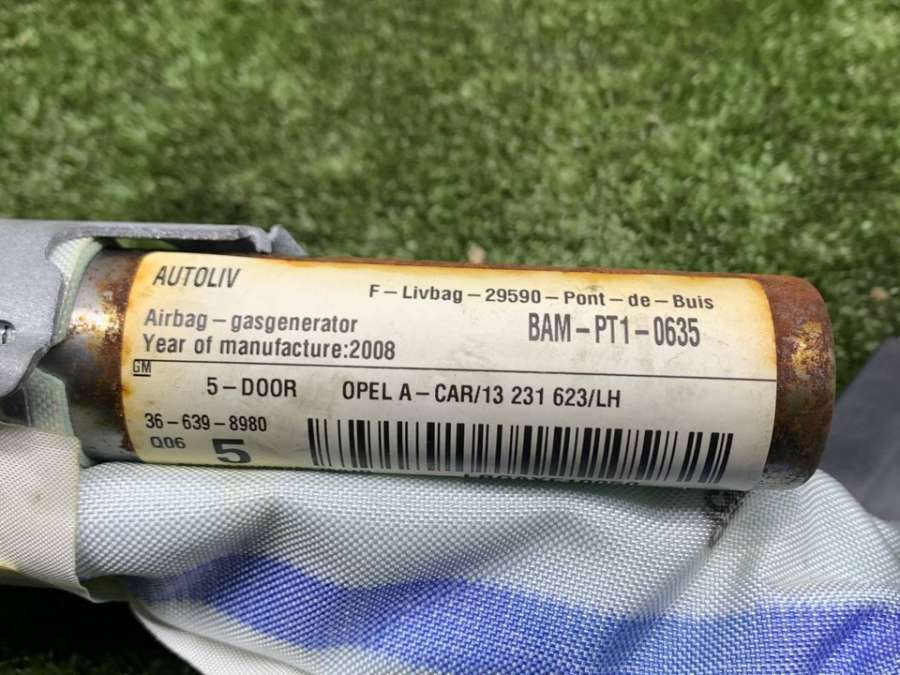 AUTOLIV
F-Livbag-29590-Pont-de-Buis
Airbag-gasgenerator
BAM-PT1-0635
Year of manufacture:2008
GM
5-DOOR OPEL A-CAR/13 231 623/LH
36-639-8980
Q06 5